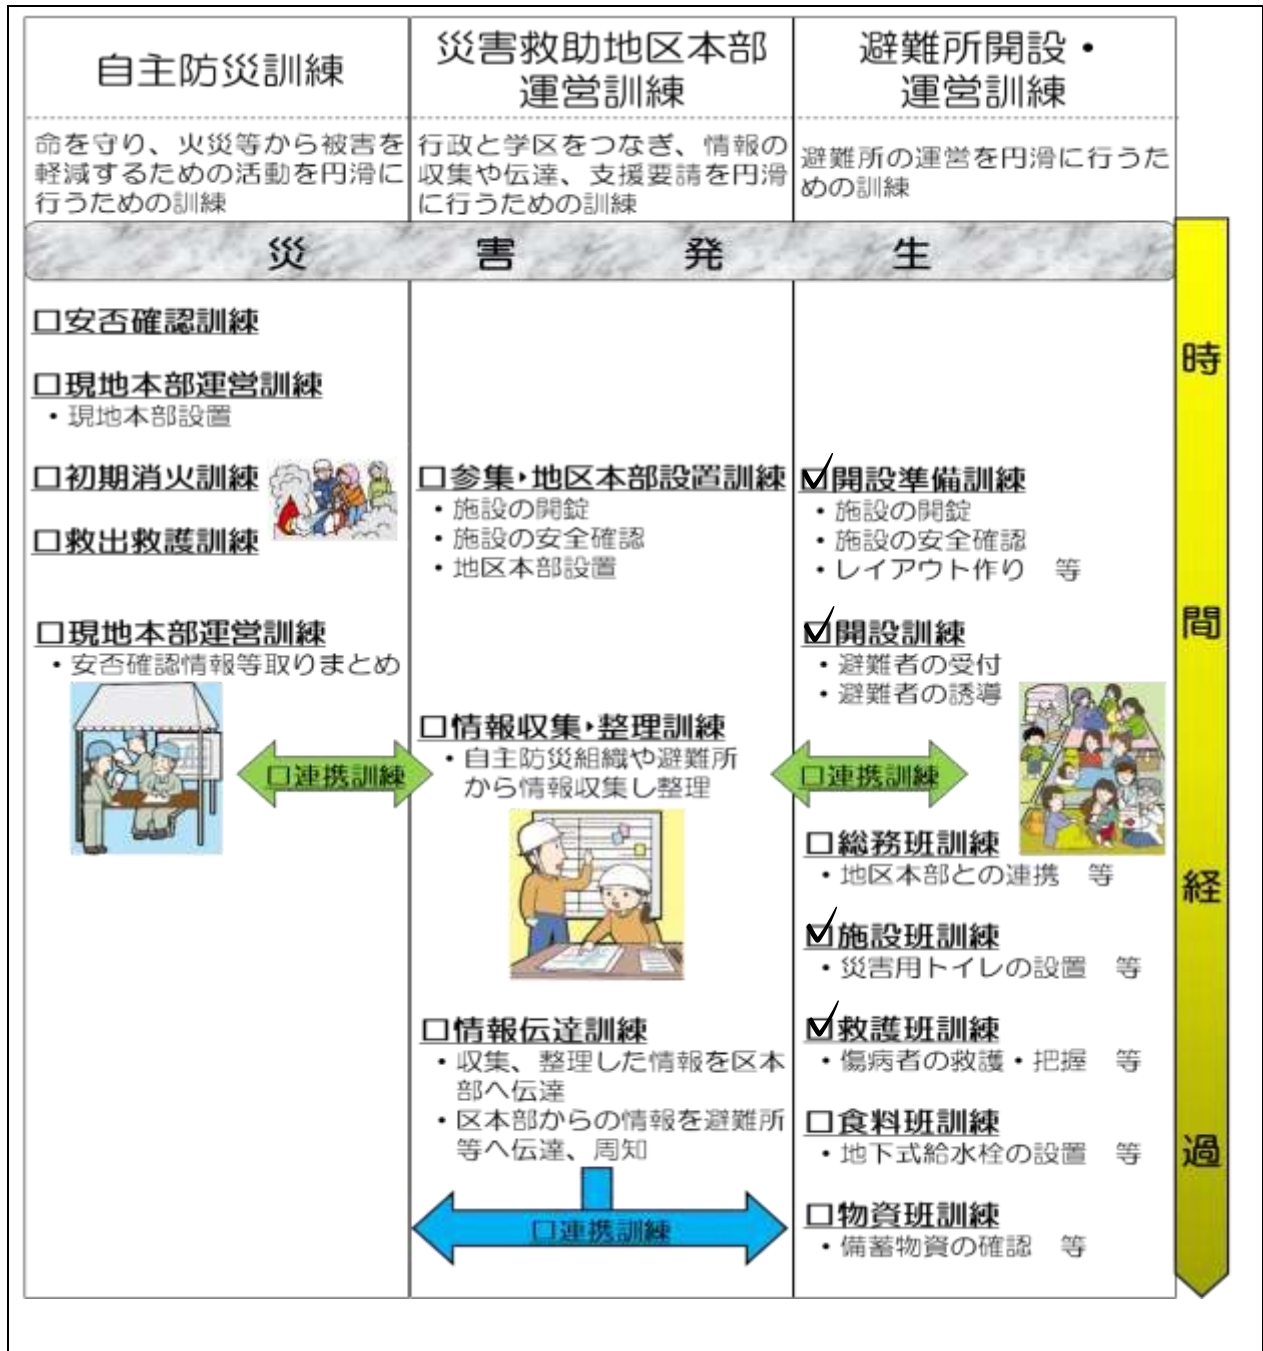 自主防災訓練
命を守り、火災等から被害を
軽減するための活動を円滑に
行うための訓練
災害救助地区本部
運営訓練
行政と学区をつなぎ、情報の
収集や伝達、支援要請を円滑
に行うための訓練
避難所開設・
運営訓練
避難所の運営を円滑に行うた
めの訓練
災害発生
□安否確認訓練
□現地本部運営訓練
・現地本部設置
□初期消火訓練
□救出救護訓練
□現地本部運営訓練
・安否確認情報等取りまとめ
□連携訓練
□参集・地区本部設置訓練
・施設の開錠
・施設の安全確認
・地区本部設置
□情報収集・整理訓練
・自主防災組織や避難所
から情報収集し整理
□情報伝達訓練
・収集、整理した情報を区本
部へ伝達
・区本部からの情報を避難所
等へ伝達、周知
□連携訓練
□連携訓練
☑開設準備訓練
・施設の開錠
・施設の安全確認
・レイアウト作り　等
☑開設訓練
・避難者の受付
・避難者の誘導
□総務班訓練
・地区本部との連携　等
☑施設班訓練
・災害用トイレの設置　等
☑救護班訓練
・傷病者の救護・把握　等
□食料班訓練
・地下式給水栓の設置　等
□物資班訓練
・備蓄物資の確認　等
時間経過